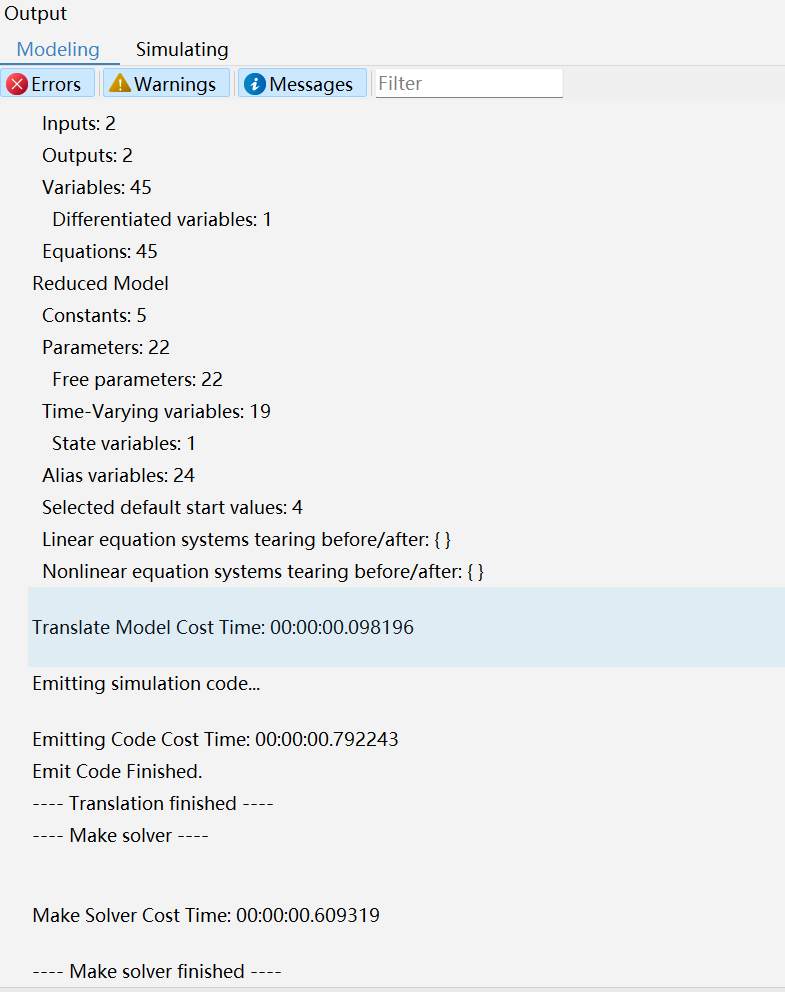 Output
Modeling Simulating
Errors Warnings Messages Filter
Inputs: 2
Outputs: 2
Variables: 45
Differentiated variables: 1
Equations: 45
Reduced Model
Constants: 5
Parameters: 22
Free parameters: 22
Time-Varying variables: 19
State variables: 1
Alias variables: 24
Selected default start values: 4
Linear equation systems tearing before/after: { }
Nonlinear equation systems tearing before/after: { }
Translate Model Cost Time: 00:00:00.098196
Emitting simulation code...
Emitting Code Cost Time: 00:00:00.792243
Emit Code Finished.
---- Translation finished ----
---- Make solver ----
Make Solver Cost Time: 00:00:00.609319
---- Make solver finished ----